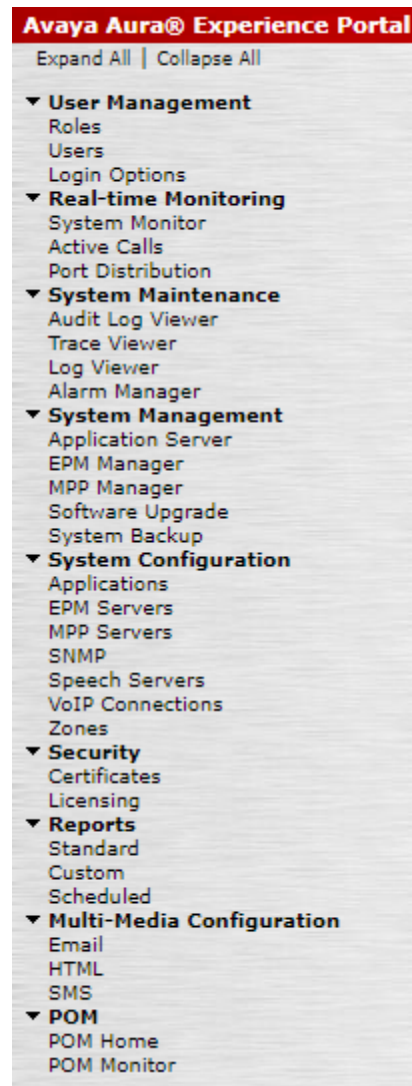 Avaya Aura® Experience Portal
Expand All | Collapse All
▼ User Management
Roles
Users
Login Options
▼ Real-time Monitoring
System Monitor
Active Calls
Port Distribution
▼ System Maintenance
Audit Log Viewer
Trace Viewer
Log Viewer
Alarm Manager
▼ System Management
Application Server
EPM Manager
MPP Manager
Software Upgrade
System Backup
▼ System Configuration
Applications
EPM Servers
MPP Servers
SNMP
Speech Servers
VoIP Connections
Zones
▼ Security
Certificates
Licensing
▼ Reports
Standard
Custom
Scheduled
▼ Multi-Media Configuration
Email
HTML
SMS
▼ POM
POM Home
POM Monitor